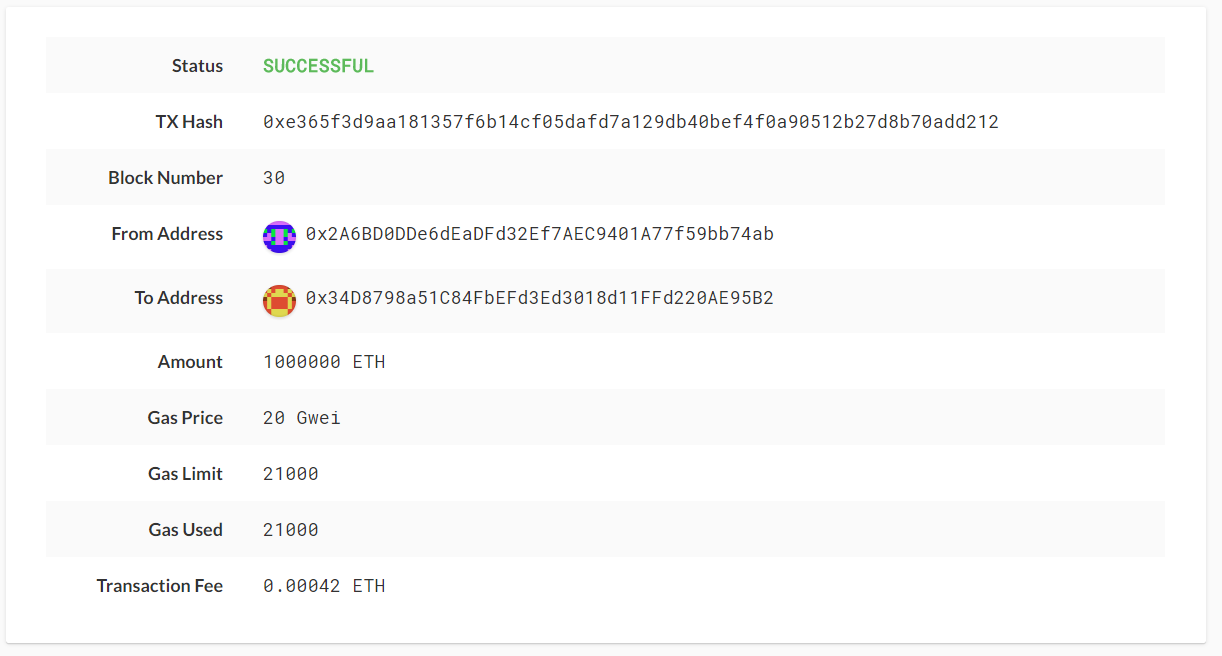 Status SUCCESSFUL
TX Hash 0xe365f3d9aa181357f6b14cf05dafd7a129db40bef4f0a90512b27d8b70add212
Block Number 30
From Address 0x2A6BD0DDe6dEaDFd32Ef7AEC9401A77f59bb74ab
To Address 0x34D8798a51C84FbEFd3Ed3018d11FFd220AE95B2
Amount 1000000 ETH
Gas Price 20 Gwei
Gas Limit 21000
Gas Used 21000
Transaction Fee 0.00042 ETH